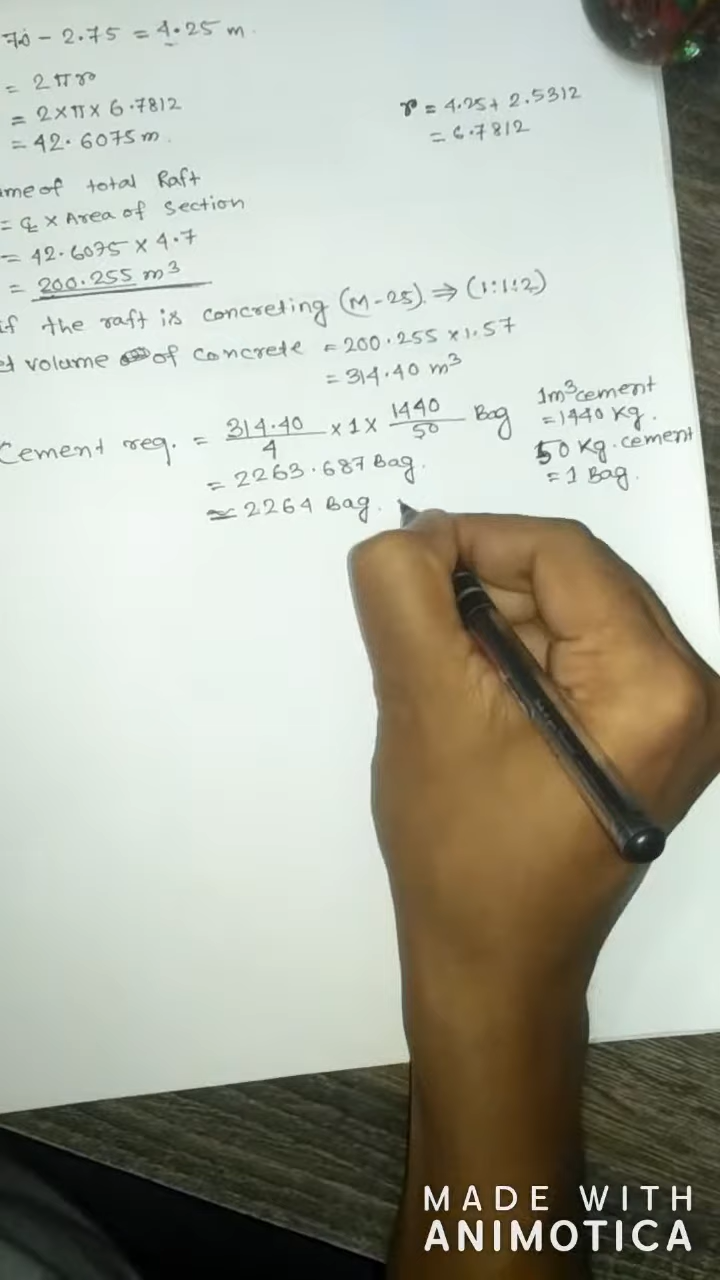 70 - 2.75 = 4.25 m.
= 2πr
= 2×π× 6.7812
= 42.6075 m.
r = 4.25 + 2.5312
= 6.7812
me of total Raft
= ℄ × Area of Section
= 42.6075 × 4.7
= 200.255 m³
if the raft is concreting (M-25) ⇒ (1:1:2)
t volume of concrete = 200.255 × 1.57
= 314.40 m³
Cement req. = 314.40/4 × 1 × 1440/50 Bag
= 2263.687 Bag.
≃ 2264 Bag.
1m³ cement
= 1440 Kg.
50 Kg. cement
= 1 Bag.
MADE WITH
ANIMOTICA